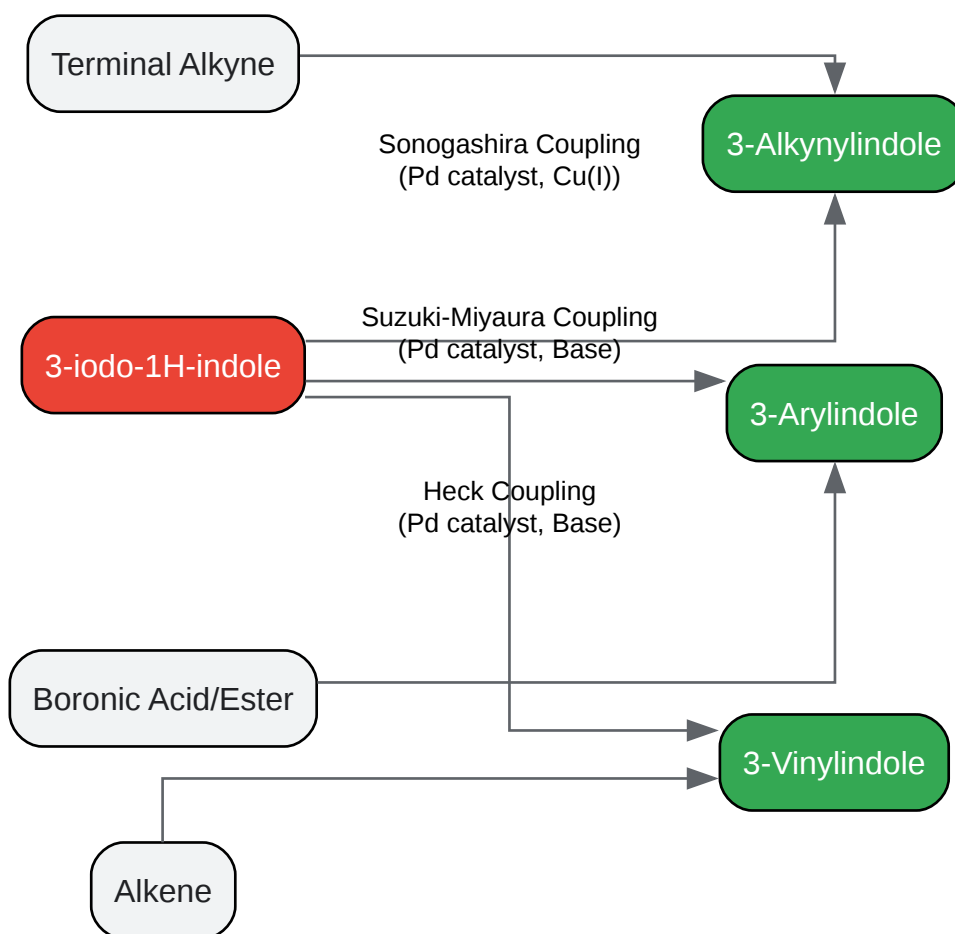 Terminal Alkyne
3-Alkynylindole
Sonogashira Coupling
(Pd catalyst, Cu(I))
Suzuki-Miyaura Coupling
(Pd catalyst, Base)
3-iodo-1H-indole
3-Arylindole
Heck Coupling
(Pd catalyst, Base)
Boronic Acid/Ester
3-Vinylindole
Alkene